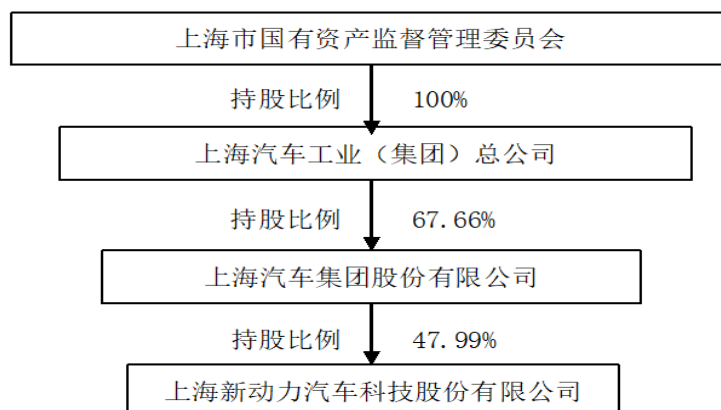 上海市国有资产监督管理委员会
持股比例 100%
上海汽车工业（集团）总公司
持股比例 67.66%
上海汽车集团股份有限公司
持股比例 47.99%
上海新动力汽车科技股份有限公司